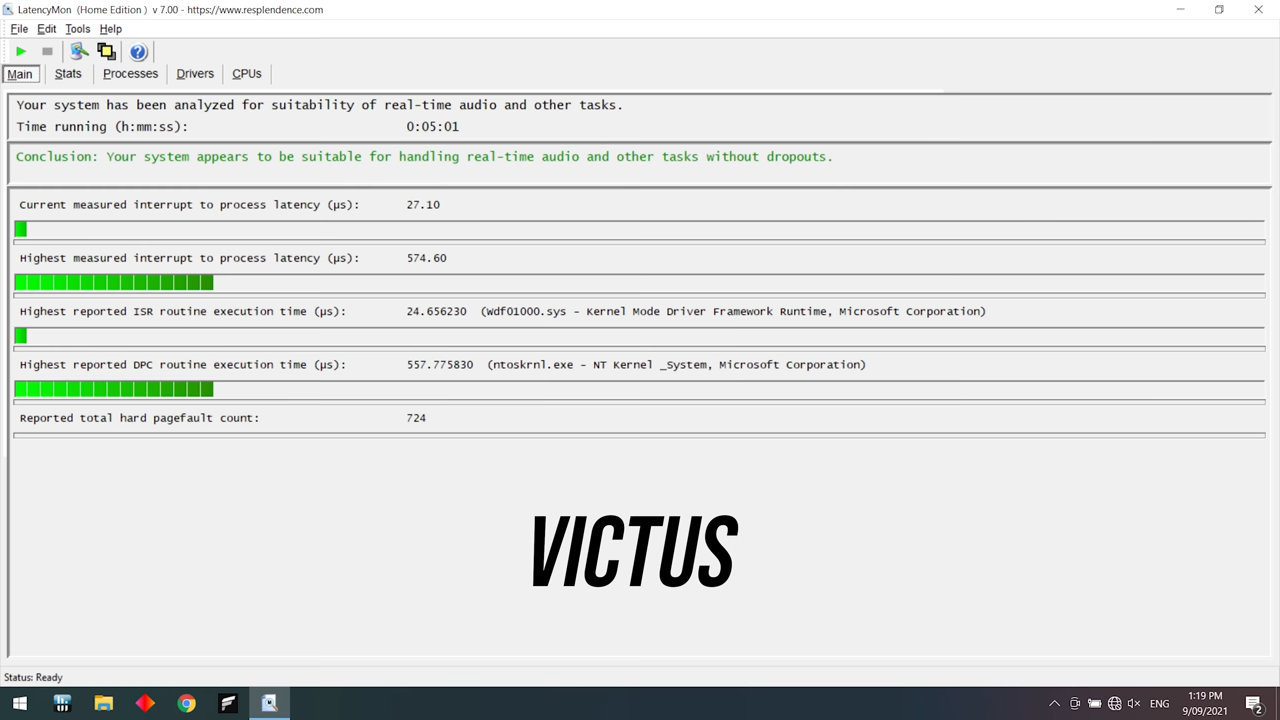 LatencyMon (Home Edition ) v 7.00 - https://www.resplendence.com
File Edit Tools Help
Main Stats Processes Drivers CPUs
Your system has been analyzed for suitability of real-time audio and other tasks.
Time running (h:mm:ss): 0:05:01
Conclusion: Your system appears to be suitable for handling real-time audio and other tasks without dropouts.
Current measured interrupt to process latency (µs): 27.10
Highest measured interrupt to process latency (µs): 574.60
Highest reported ISR routine execution time (µs): 24.656230 (Wdf01000.sys - Kernel Mode Driver Framework Runtime, Microsoft Corporation)
Highest reported DPC routine execution time (µs): 557.775830 (ntoskrnl.exe - NT Kernel _System, Microsoft Corporation)
Reported total hard pagefault count: 724
VICTUS
Status: Ready
ENG
1:19 PM
9/09/2021
2